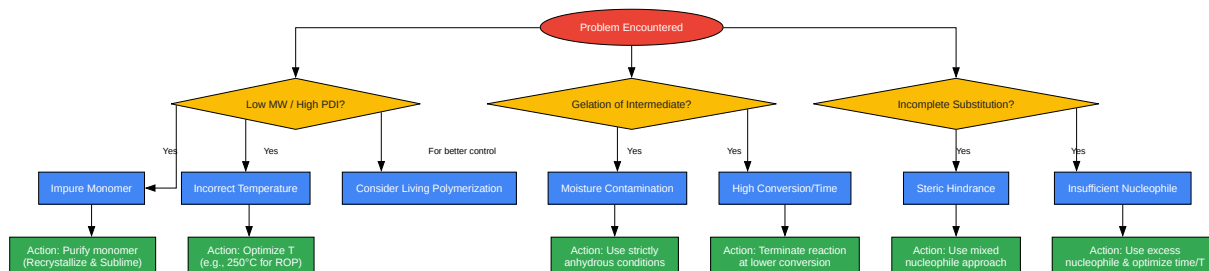 Problem Encountered
Low MW / High PDI?
Gelation of Intermediate?
Incomplete Substitution?
Yes
Yes
For better control
Yes
Yes
Yes
Yes
Impure Monomer
Incorrect Temperature
Consider Living Polymerization
Moisture Contamination
High Conversion/Time
Steric Hindrance
Insufficient Nucleophile
Action: Purify monomer
(Recrystallize & Sublime)
Action: Optimize T
(e.g., 250°C for ROP)
Action: Use strictly
anhydrous conditions
Action: Terminate reaction
at lower conversion
Action: Use mixed
nucleophile approach
Action: Use excess
nucleophile & optimize time/T